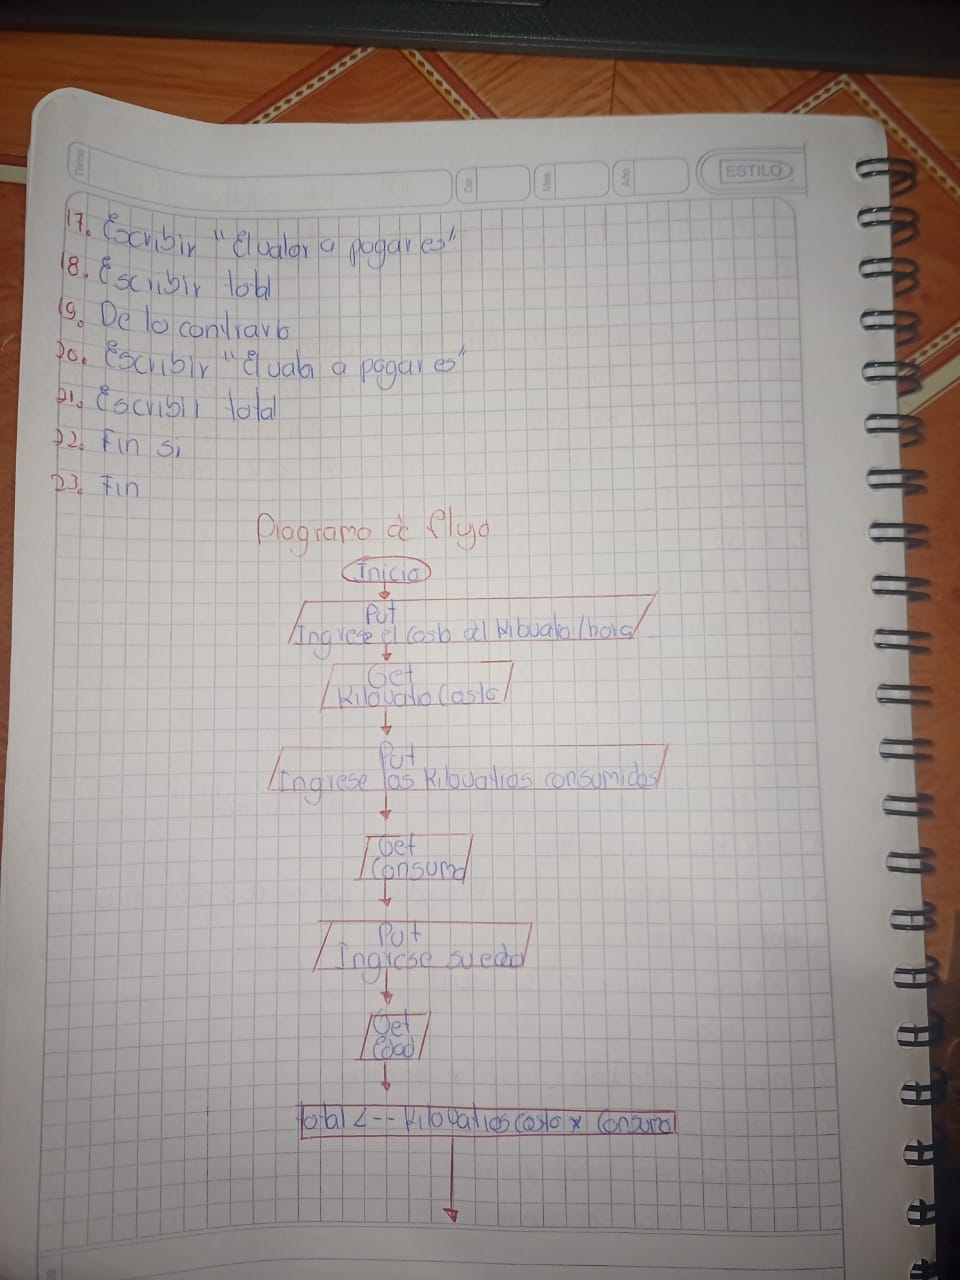 Tema
Día
Mes
Año
ESTILO
17. Escribir "El valor a pagar es"
18. Escribir total
19. De lo contrario
20. Escribir "El valor a pagar es"
21. Escribir total
22. Fin si
23. Fin
Diagrama de flujo
Inicio
Put
Ingrese el costo del kilovatio/hora
Get
Kilovatio Costo
Put
Ingrese los kilovatios consumidos
Get
Consumo
Put
Ingrese su edad
Get
Edad
total <-- kilovatios costo * Consumo